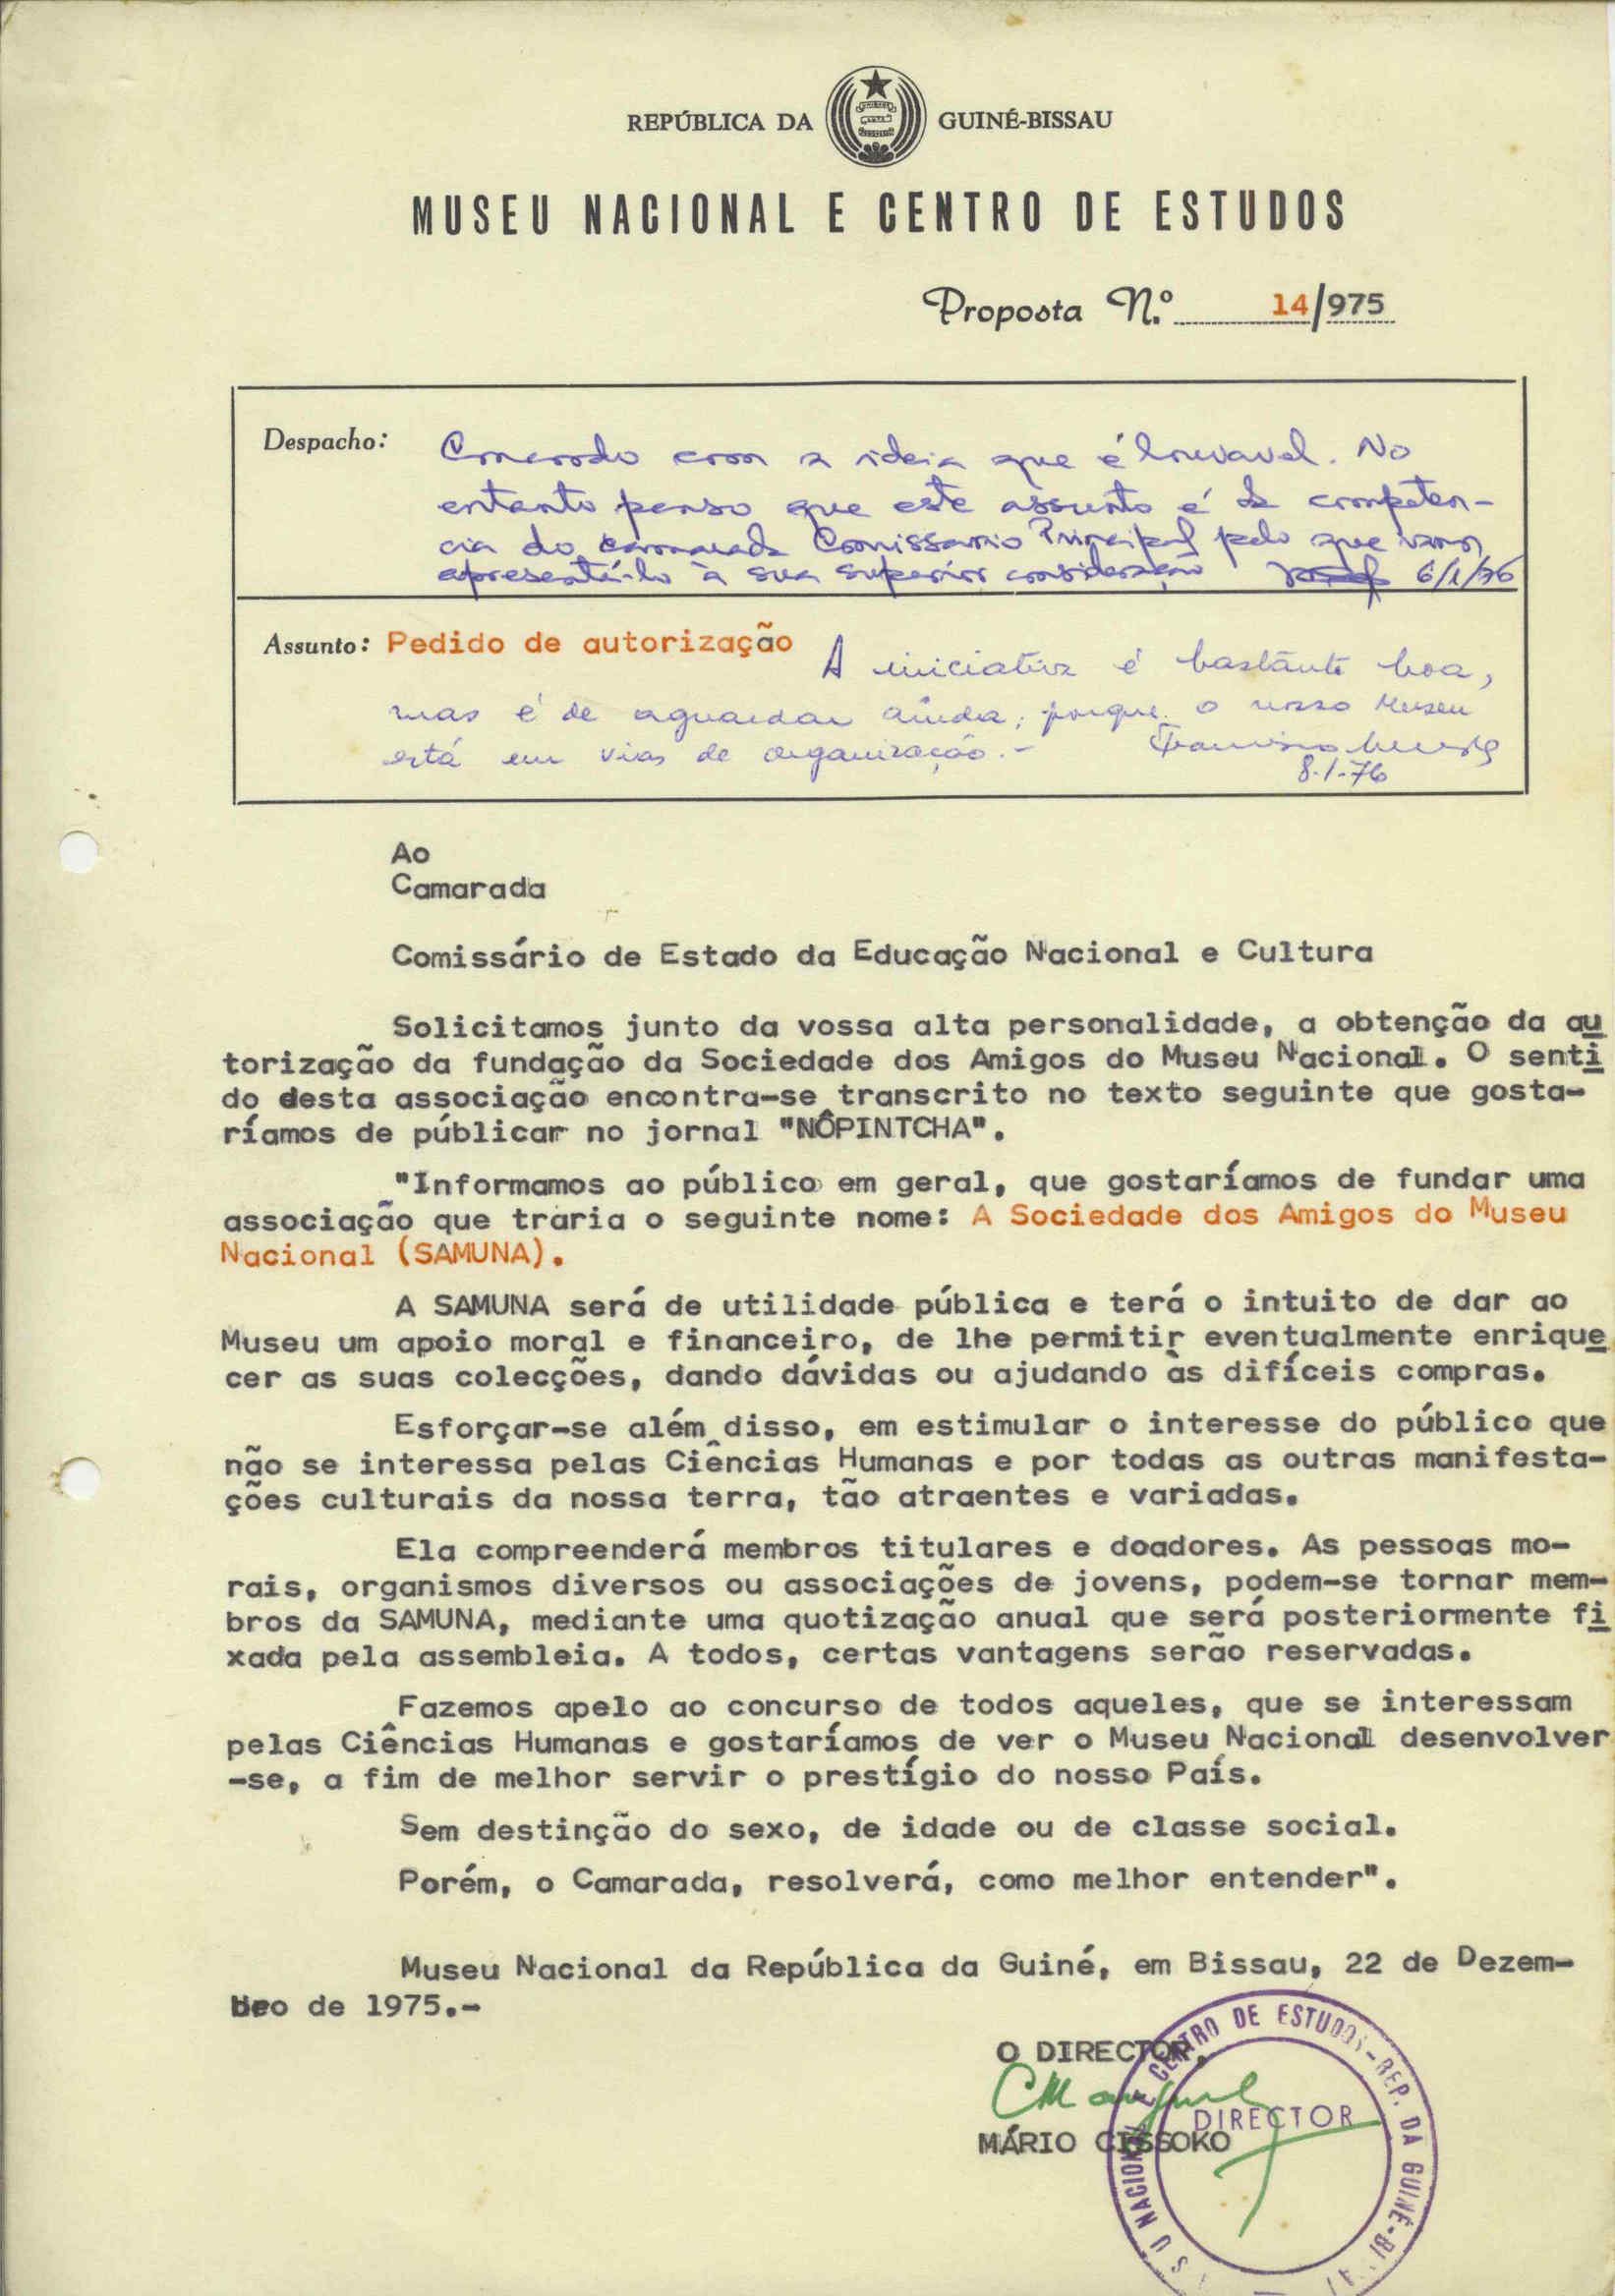 REPÚBLICA DA GUINÉ-BISSAU
MUSEU NACIONAL E CENTRO DE ESTUDOS
Proposta N.º 14/975
Despacho: Concordo com a ideia que é louvavel. No
entanto penso que este assunto é da competen-
cia do camarada Comissario Principal pelo que vamos
apresentá-lo à sua superior consideração 6/1/76
Assunto: Pedido de autorização A iniciativa é bastante boa,
mas é de aguardar ainda, porque o nosso Museu
está em vias de organização.-
8-1-76
Ao
Camarada
Comissário de Estado da Educação Nacional e Cultura
Solicitamos junto da vossa alta personalidade, a obtenção da au
torização da fundação da Sociedade dos Amigos do Museu Nacional. O senti
do desta associação encontra-se transcrito no texto seguinte que gosta-
ríamos de públicar no jornal "NÔPINTCHA".
"Informamos ao público em geral, que gostaríamos de fundar uma
associação que traria o seguinte nome: A Sociedade dos Amigos do Museu
Nacional (SAMUNA).
A SAMUNA será de utilidade pública e terá o intuito de dar ao
Museu um apoio moral e financeiro, de lhe permitir eventualmente enrique
cer as suas colecções, dando dávidas ou ajudando às difíceis compras.
Esforçar-se além disso, em estimular o interesse do público que
não se interessa pelas Ciências Humanas e por todas as outras manifesta-
ções culturais da nossa terra, tão atraentes e variadas.
Ela compreenderá membros titulares e doadores. As pessoas mo-
rais, organismos diversos ou associações de jovens, podem-se tornar mem-
bros da SAMUNA, mediante uma quotização anual que será posteriormente fi
xada pela assembleia. A todos, certas vantagens serão reservadas.
Fazemos apelo ao concurso de todos aqueles, que se interessam
pelas Ciências Humanas e gostaríamos de ver o Museu Nacional desenvolver
-se, a fim de melhor servir o prestígio do nosso País.
Sem destinção do sexo, de idade ou de classe social.
Porém, o Camarada, resolverá, como melhor entender".
Museu Nacional da República da Guiné, em Bissau, 22 de Dezem-
bro de 1975.-
O DIRECTOR,
MÁRIO CISSOKO
DIRECTOR
U NACIONAL E CENTRO DE ESTUDOS-REP. DA GUINÉ-BI